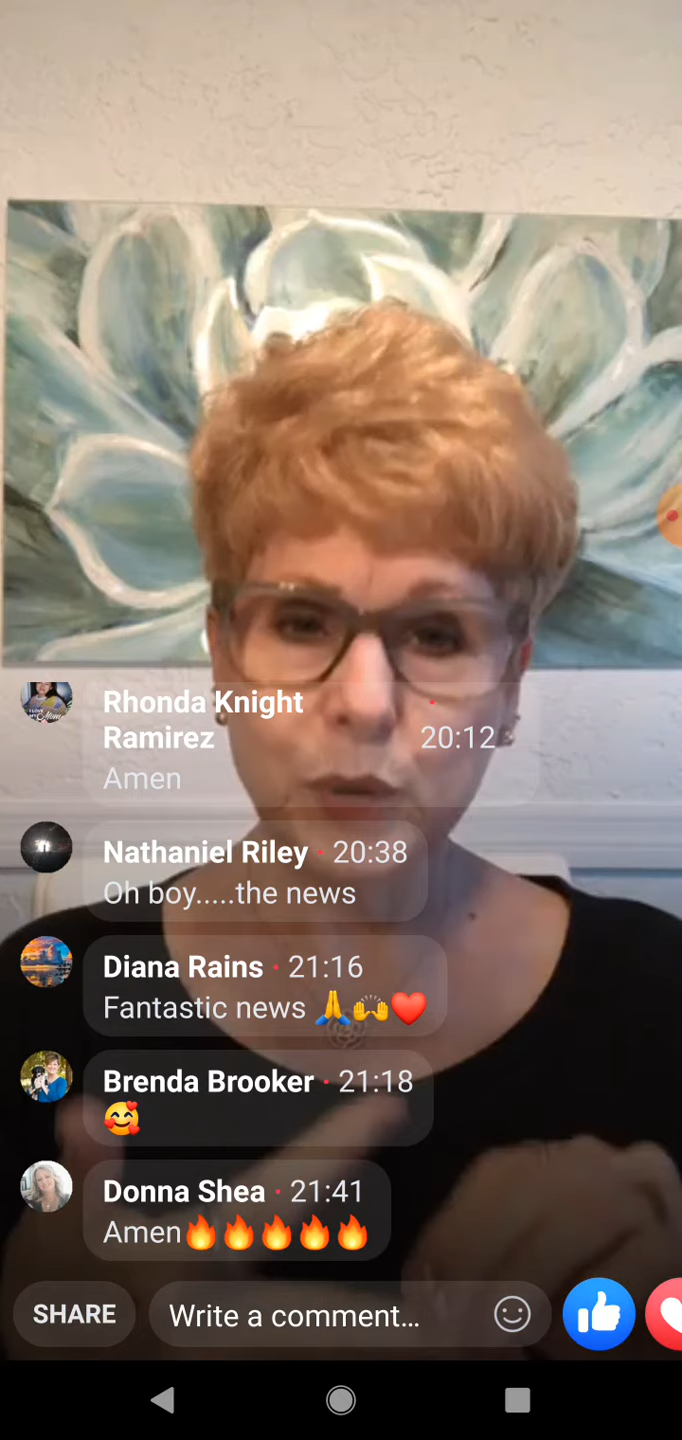 Rhonda Knight
Ramirez · 20:12
Amen
Nathaniel Riley · 20:38
Oh boy.....the news
Diana Rains · 21:16
Fantastic news 🙏🙌❤️
Brenda Brooker · 21:18
🥰
Donna Shea · 21:41
Amen🔥🔥🔥🔥🔥
SHARE
Write a comment...